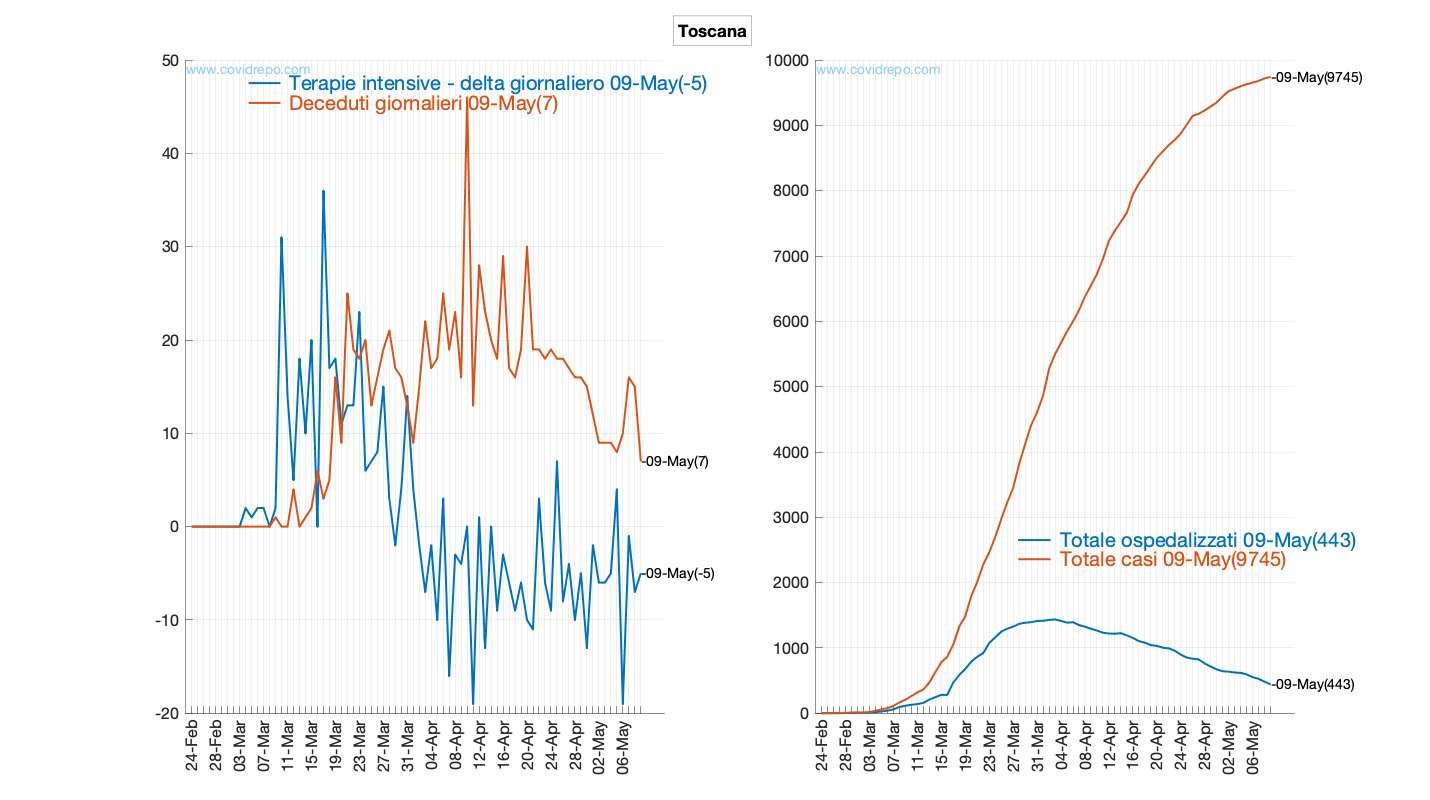 Toscana
www.covidrepo.com
Terapie intensive - delta giornaliero 09-May(-5)
Deceduti giornalieri 09-May(7)
50
40
30
20
10
0
-10
-20
-09-May(7)
-09-May(-5)
24-Feb
28-Feb
03-Mar
07-Mar
11-Mar
15-Mar
19-Mar
23-Mar
27-Mar
31-Mar
04-Apr
08-Apr
12-Apr
16-Apr
20-Apr
24-Apr
28-Apr
02-May
06-May
www.covidrepo.com
10000
9000
8000
7000
6000
5000
4000
3000
2000
1000
0
-09-May(9745)
Totale ospedalizzati 09-May(443)
Totale casi 09-May(9745)
-09-May(443)
24-Feb
28-Feb
03-Mar
07-Mar
11-Mar
15-Mar
19-Mar
23-Mar
27-Mar
31-Mar
04-Apr
08-Apr
12-Apr
16-Apr
20-Apr
24-Apr
28-Apr
02-May
06-May